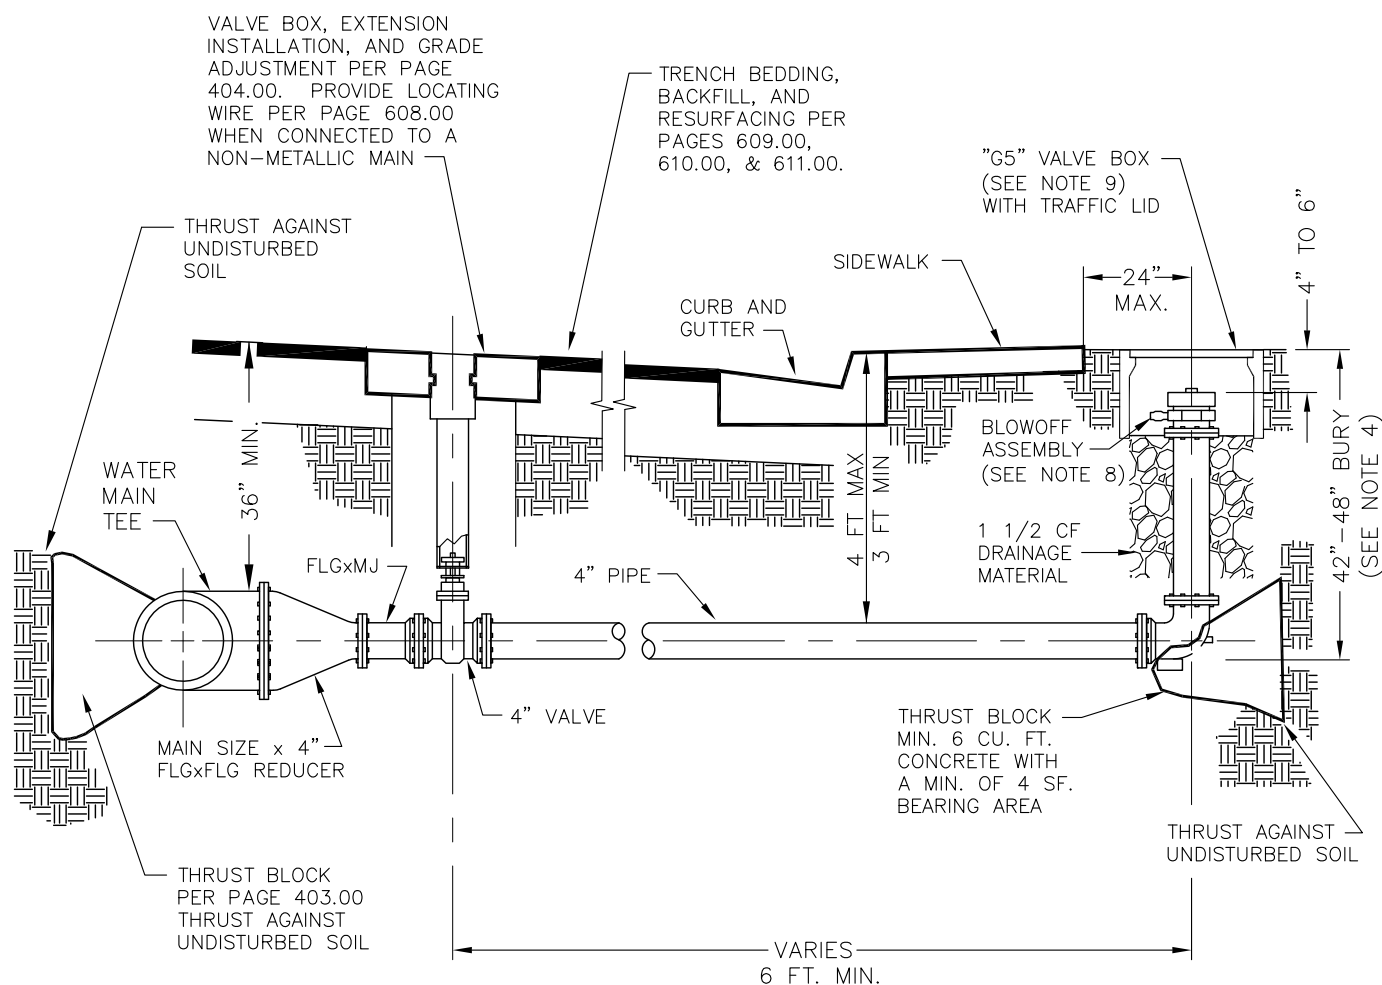 VALVE BOX, EXTENSION
INSTALLATION, AND GRADE
ADJUSTMENT PER PAGE
404.00. PROVIDE LOCATING
WIRE PER PAGE 608.00
WHEN CONNECTED TO A
NON-METALLIC MAIN
TRENCH BEDDING,
BACKFILL, AND
RESURFACING PER
PAGES 609.00,
610.00, & 611.00.
"G5" VALVE BOX
(SEE NOTE 9)
WITH TRAFFIC LID
4" TO 6"
THRUST AGAINST
UNDISTURBED
SOIL
SIDEWALK
24"
MAX.
CURB AND
GUTTER
36" MIN.
WATER
MAIN
TEE
BLOWOFF
ASSEMBLY
(SEE NOTE 8)
4 FT MAX
3 FT MIN
42"-48" BURY
(SEE NOTE 4)
1 1/2 CF
DRAINAGE
MATERIAL
FLGxMJ
4" PIPE
4" VALVE
MAIN SIZE x 4"
FLGxFLG REDUCER
THRUST BLOCK
MIN. 6 CU. FT.
CONCRETE WITH
A MIN. OF 4 SF.
BEARING AREA
THRUST AGAINST
UNDISTURBED SOIL
THRUST BLOCK
PER PAGE 403.00
THRUST AGAINST
UNDISTURBED SOIL
VARIES
6 FT. MIN.